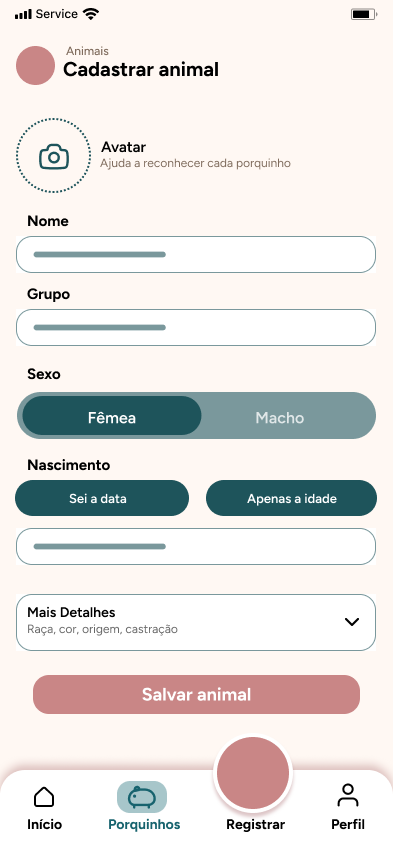 Service
Animais
Cadastrar animal
Avatar
Ajuda a reconhecer cada porquinho
Nome
Grupo
Sexo
Fêmea Macho
Nascimento
Sei a data Apenas a idade
Mais Detalhes
Raça, cor, origem, castração
Salvar animal
Início Porquinhos Registrar Perfil